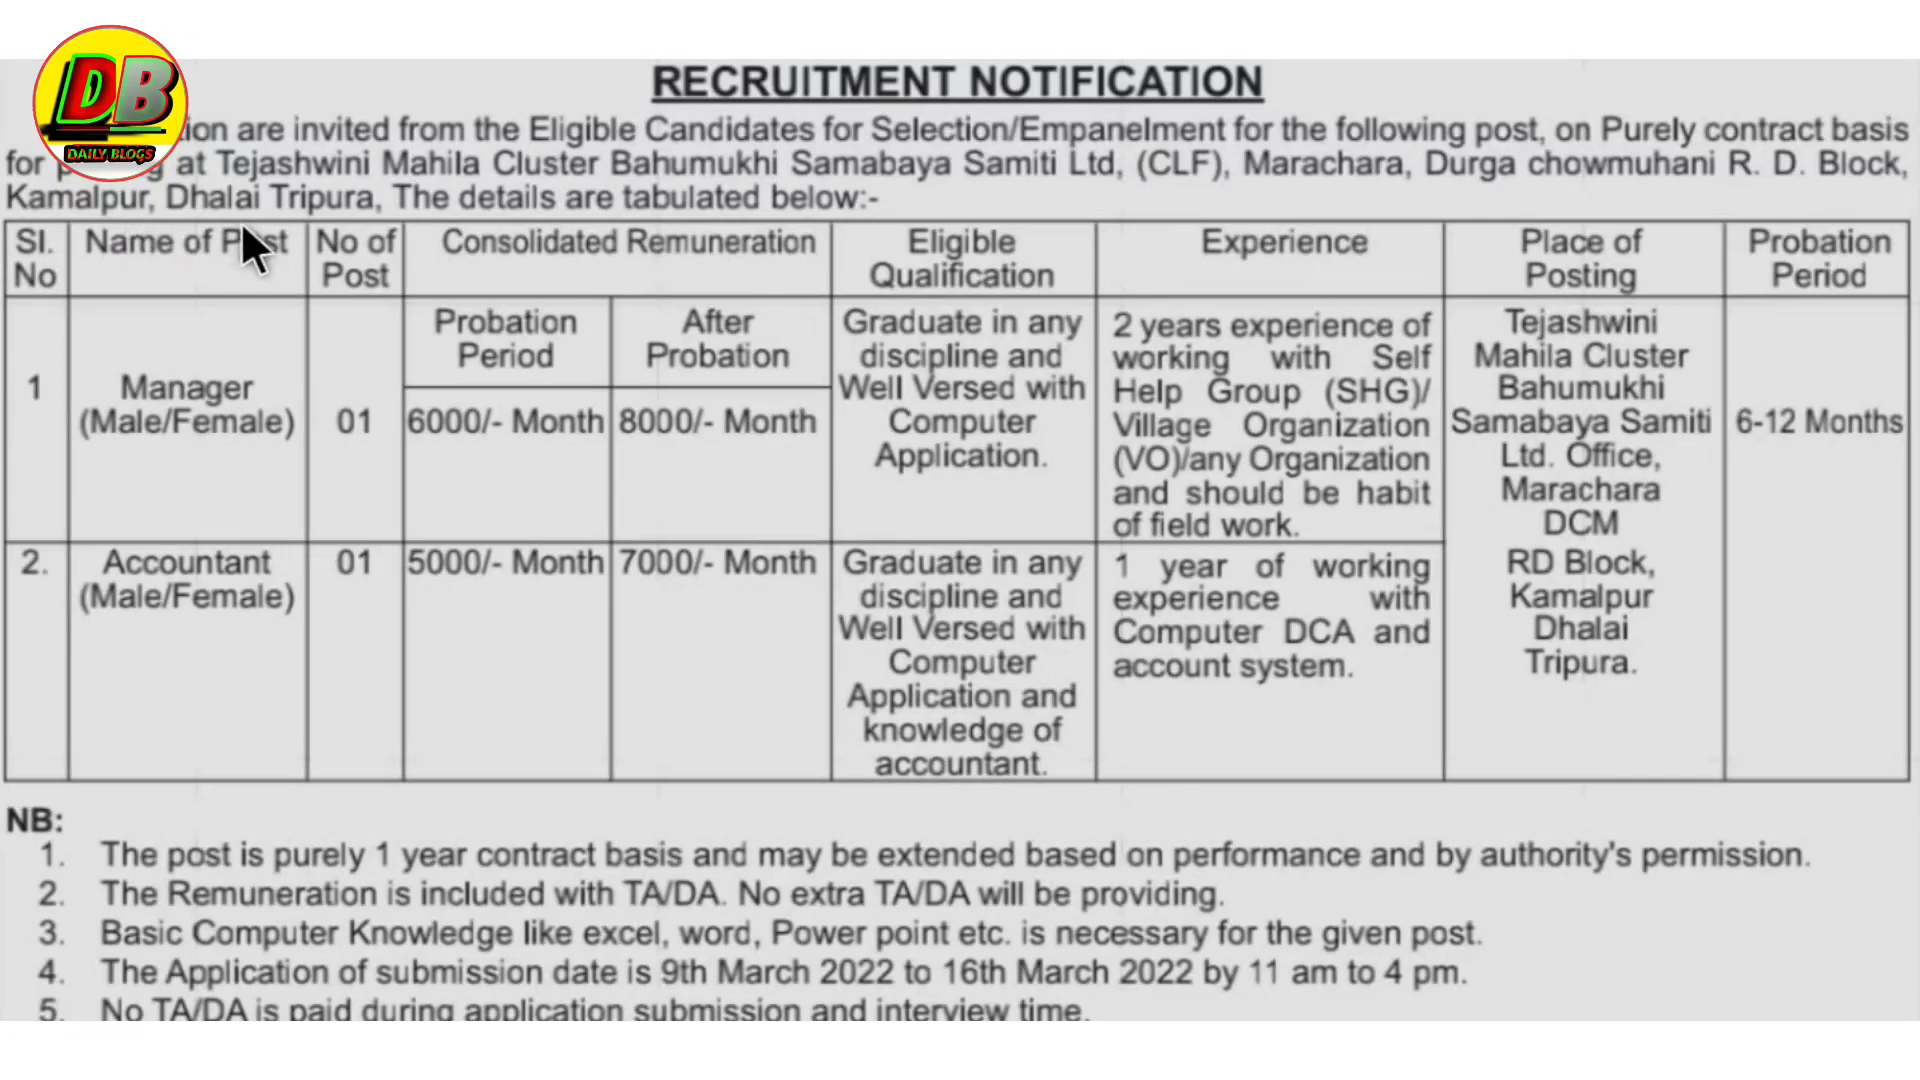 DB
DAILY BLOGS
RECRUITMENT NOTIFICATION
ion are invited from the Eligible Candidates for Selection/Empanelment for the following post, on Purely contract basis
for at Tejashwini Mahila Cluster Bahumukhi Samabaya Samiti Ltd, (CLF), Marachara, Durga chowmuhani R. D. Block,
Kamalpur, Dhalai Tripura, The details are tabulated below:-
SI. No
Name of Post
No of Post
Consolidated Remuneration
Eligible Qualification
Experience
Place of Posting
Probation Period
Probation Period
After Probation
1
Manager
(Male/Female)
01
6000/- Month
8000/- Month
Graduate in any
discipline and
Well Versed with
Computer
Application.
2 years experience of
working with Self
Help Group (SHG)/
Village Organization
(VO)/any Organization
and should be habit
of field work.
Tejashwini
Mahila Cluster
Bahumukhi
Samabaya Samiti
Ltd. Office,
Marachara
DCM
RD Block,
Kamalpur
Dhalai
Tripura.
6-12 Months
2.
Accountant
(Male/Female)
01
5000/- Month
7000/- Month
Graduate in any
discipline and
Well Versed with
Computer
Application and
knowledge of
accountant.
1 year of working
experience with
Computer DCA and
account system.
NB:
1. The post is purely 1 year contract basis and may be extended based on performance and by authority's permission.
2. The Remuneration is included with TA/DA. No extra TA/DA will be providing.
3. Basic Computer Knowledge like excel, word, Power point etc. is necessary for the given post.
4. The Application of submission date is 9th March 2022 to 16th March 2022 by 11 am to 4 pm.
5. No TA/DA is paid during application submission and interview time.